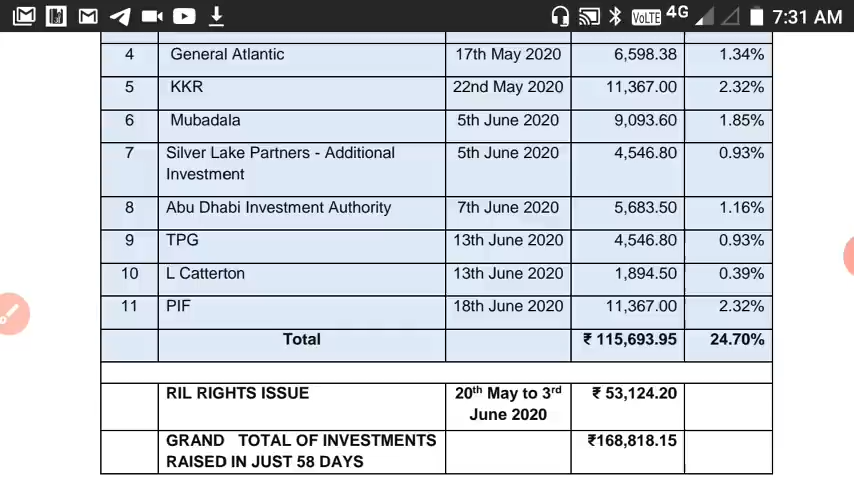 VoLTE 4G 7:31 AM
4 General Atlantic 17th May 2020 6,598.38 1.34%
5 KKR 22nd May 2020 11,367.00 2.32%
6 Mubadala 5th June 2020 9,093.60 1.85%
7 Silver Lake Partners - Additional 5th June 2020 4,546.80 0.93%
Investment
8 Abu Dhabi Investment Authority 7th June 2020 5,683.50 1.16%
9 TPG 13th June 2020 4,546.80 0.93%
10 L Catterton 13th June 2020 1,894.50 0.39%
11 PIF 18th June 2020 11,367.00 2.32%
Total ₹ 115,693.95 24.70%
RIL RIGHTS ISSUE 20th May to 3rd ₹ 53,124.20
June 2020
GRAND TOTAL OF INVESTMENTS ₹168,818.15
RAISED IN JUST 58 DAYS